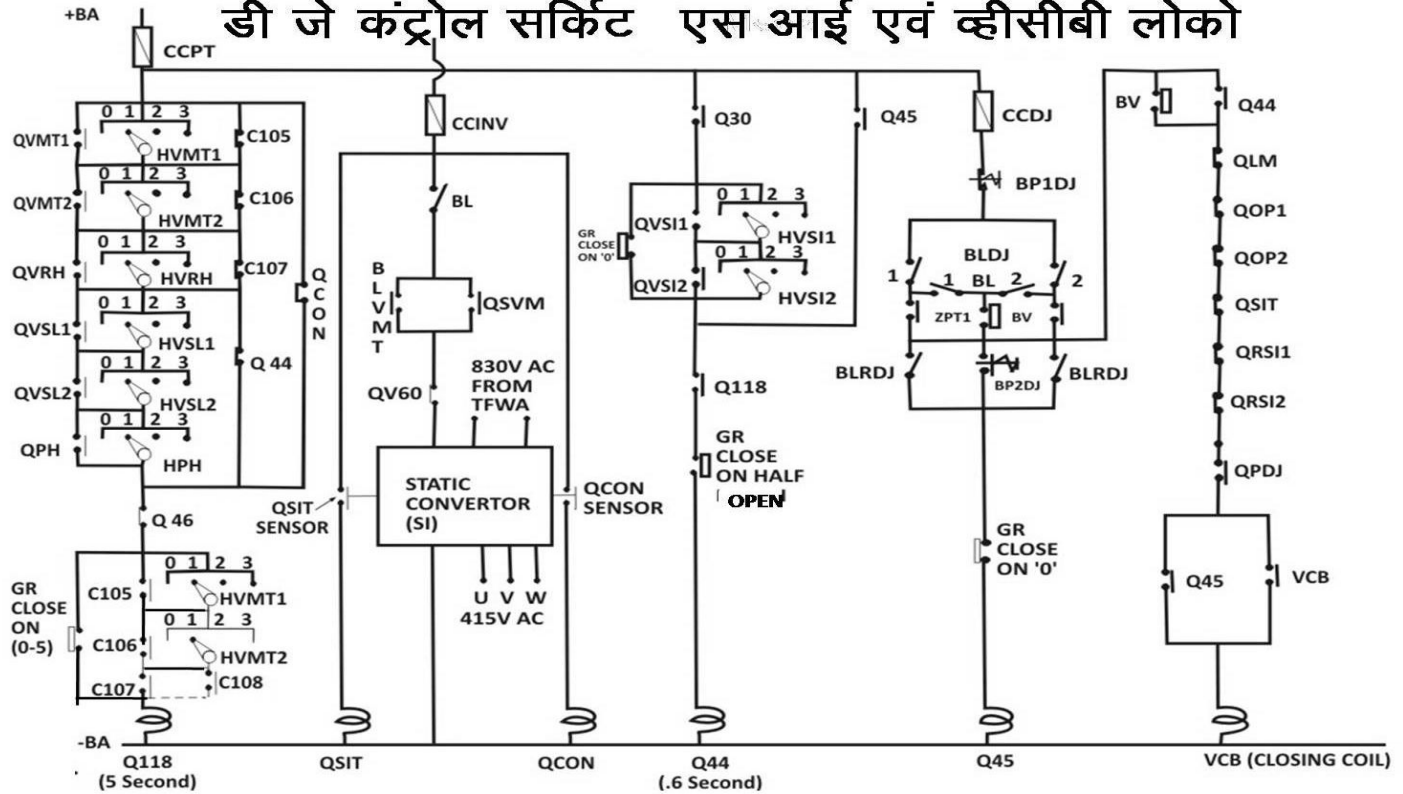 डी जे कंट्रोल सर्किट एस आई एवं व्हीसीबी लोको
+BA
CCPT
0 1 2 3
QVMT1
HVMT1
C105
0 1 2 3
QVMT2
HVMT2
C106
0 1 2 3
QVRH
HVRH
C107
QCON
0 1 2 3
QVSL1
HVSL1
Q 44
0 1 2 3
QVSL2
HVSL2
0 1 2 3
QPH
HPH
Q 46
GR
CLOSE
ON
(0-5)
0 1 2 3
C105
HVMT1
0 1 2 3
C106
HVMT2
C107
C108
CCINV
BL
BLVMT
QSVM
QV60
830V AC
FROM
TFWA
STATIC
CONVERTOR
(SI)
QSIT
SENSOR
QCON
SENSOR
U V W
415V AC
Q30
Q45
GR
CLOSE
ON '0'
0 1 2 3
QVSI1
HVSI1
0 1 2 3
QVSI2
HVSI2
Q118
GR
CLOSE
ON HALF
OPEN
CCDJ
BP1DJ
BLDJ
1 1 BL 2 2
ZPT1
BV
BLRDJ
BP2DJ
BLRDJ
GR
CLOSE
ON '0'
BV
Q44
QLM
QOP1
QOP2
QSIT
QRSI1
QRSI2
QPDJ
Q45
VCB
-BA
Q118
(5 Second)
QSIT
QCON
Q44
(.6 Second)
Q45
VCB (CLOSING COIL)